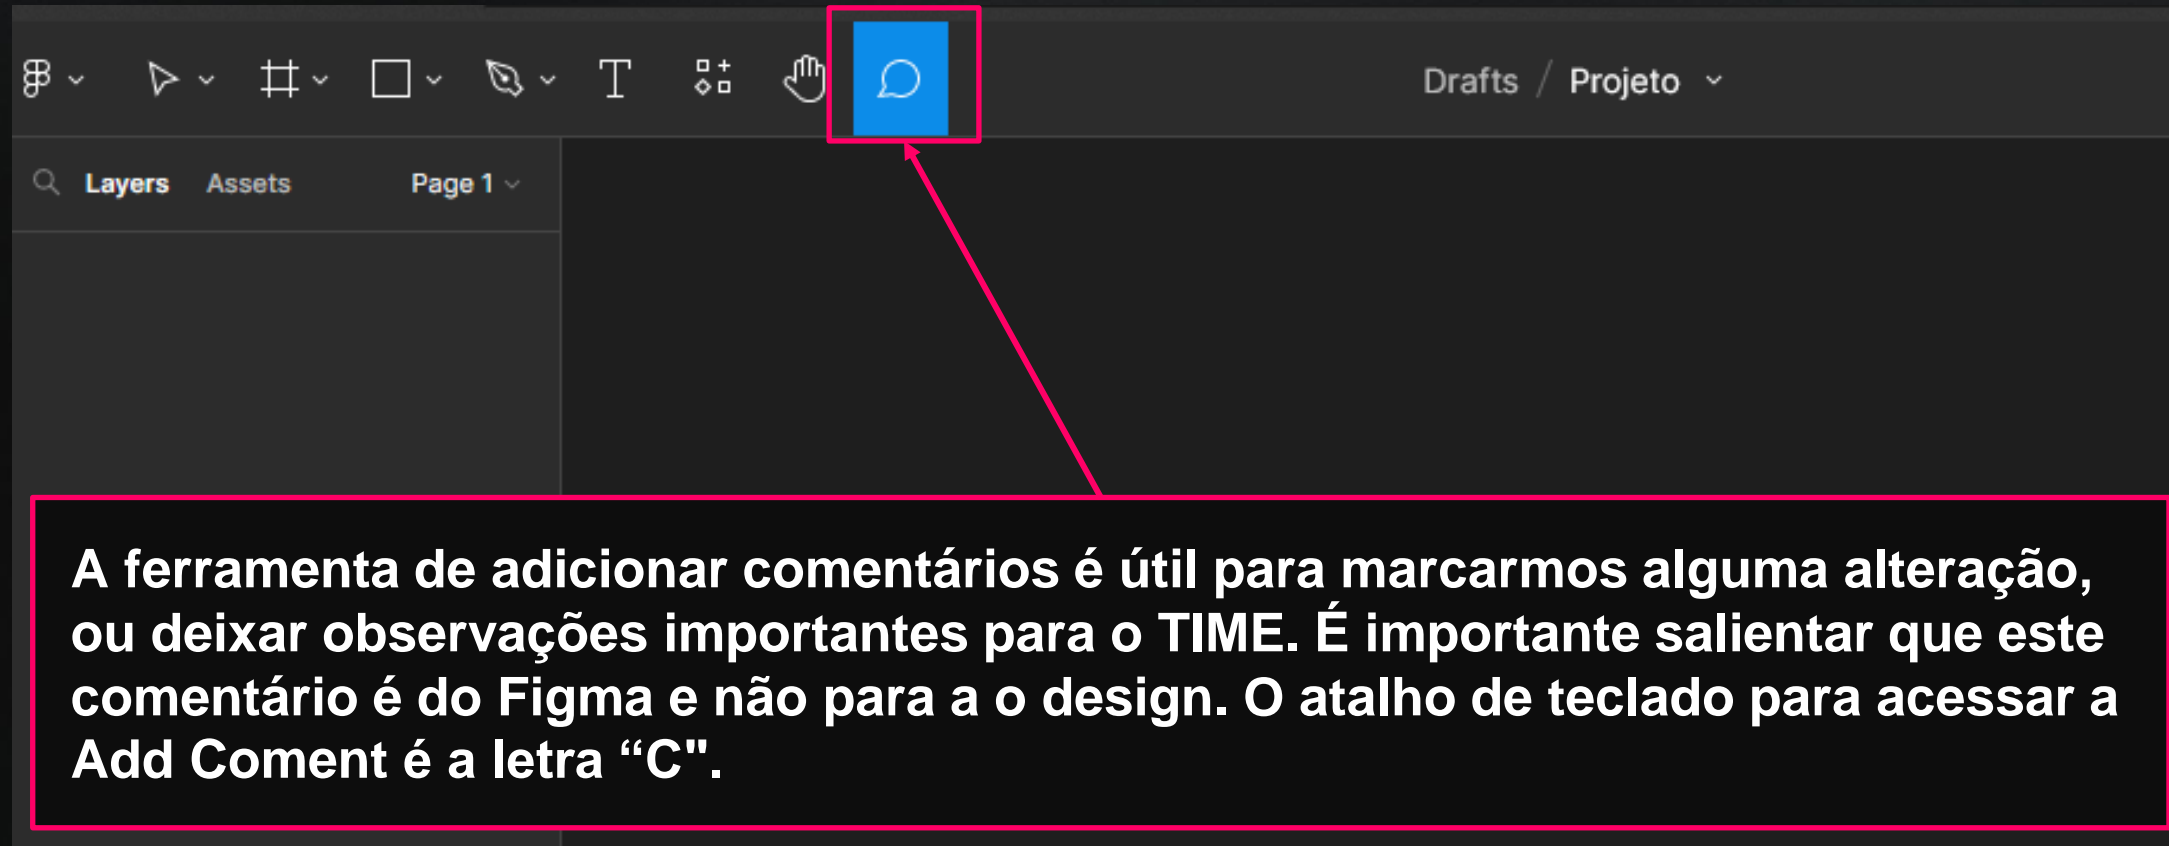 Drafts / Projeto
Layers Assets Page 1
A ferramenta de adicionar comentários é útil para marcarmos alguma alteração,
ou deixar observações importantes para o TIME. É importante salientar que este
comentário é do Figma e não para a o design. O atalho de teclado para acessar a
Add Coment é a letra “C".